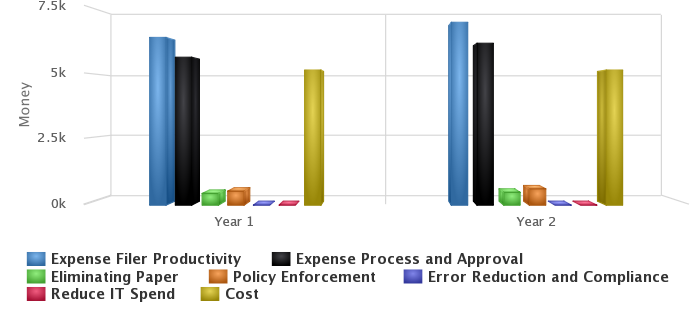 7.5k
5k
2.5k
0k
Money
Year 1 Year 2
Expense Filer Productivity Expense Process and Approval
Eliminating Paper Policy Enforcement Error Reduction and Compliance
Reduce IT Spend Cost